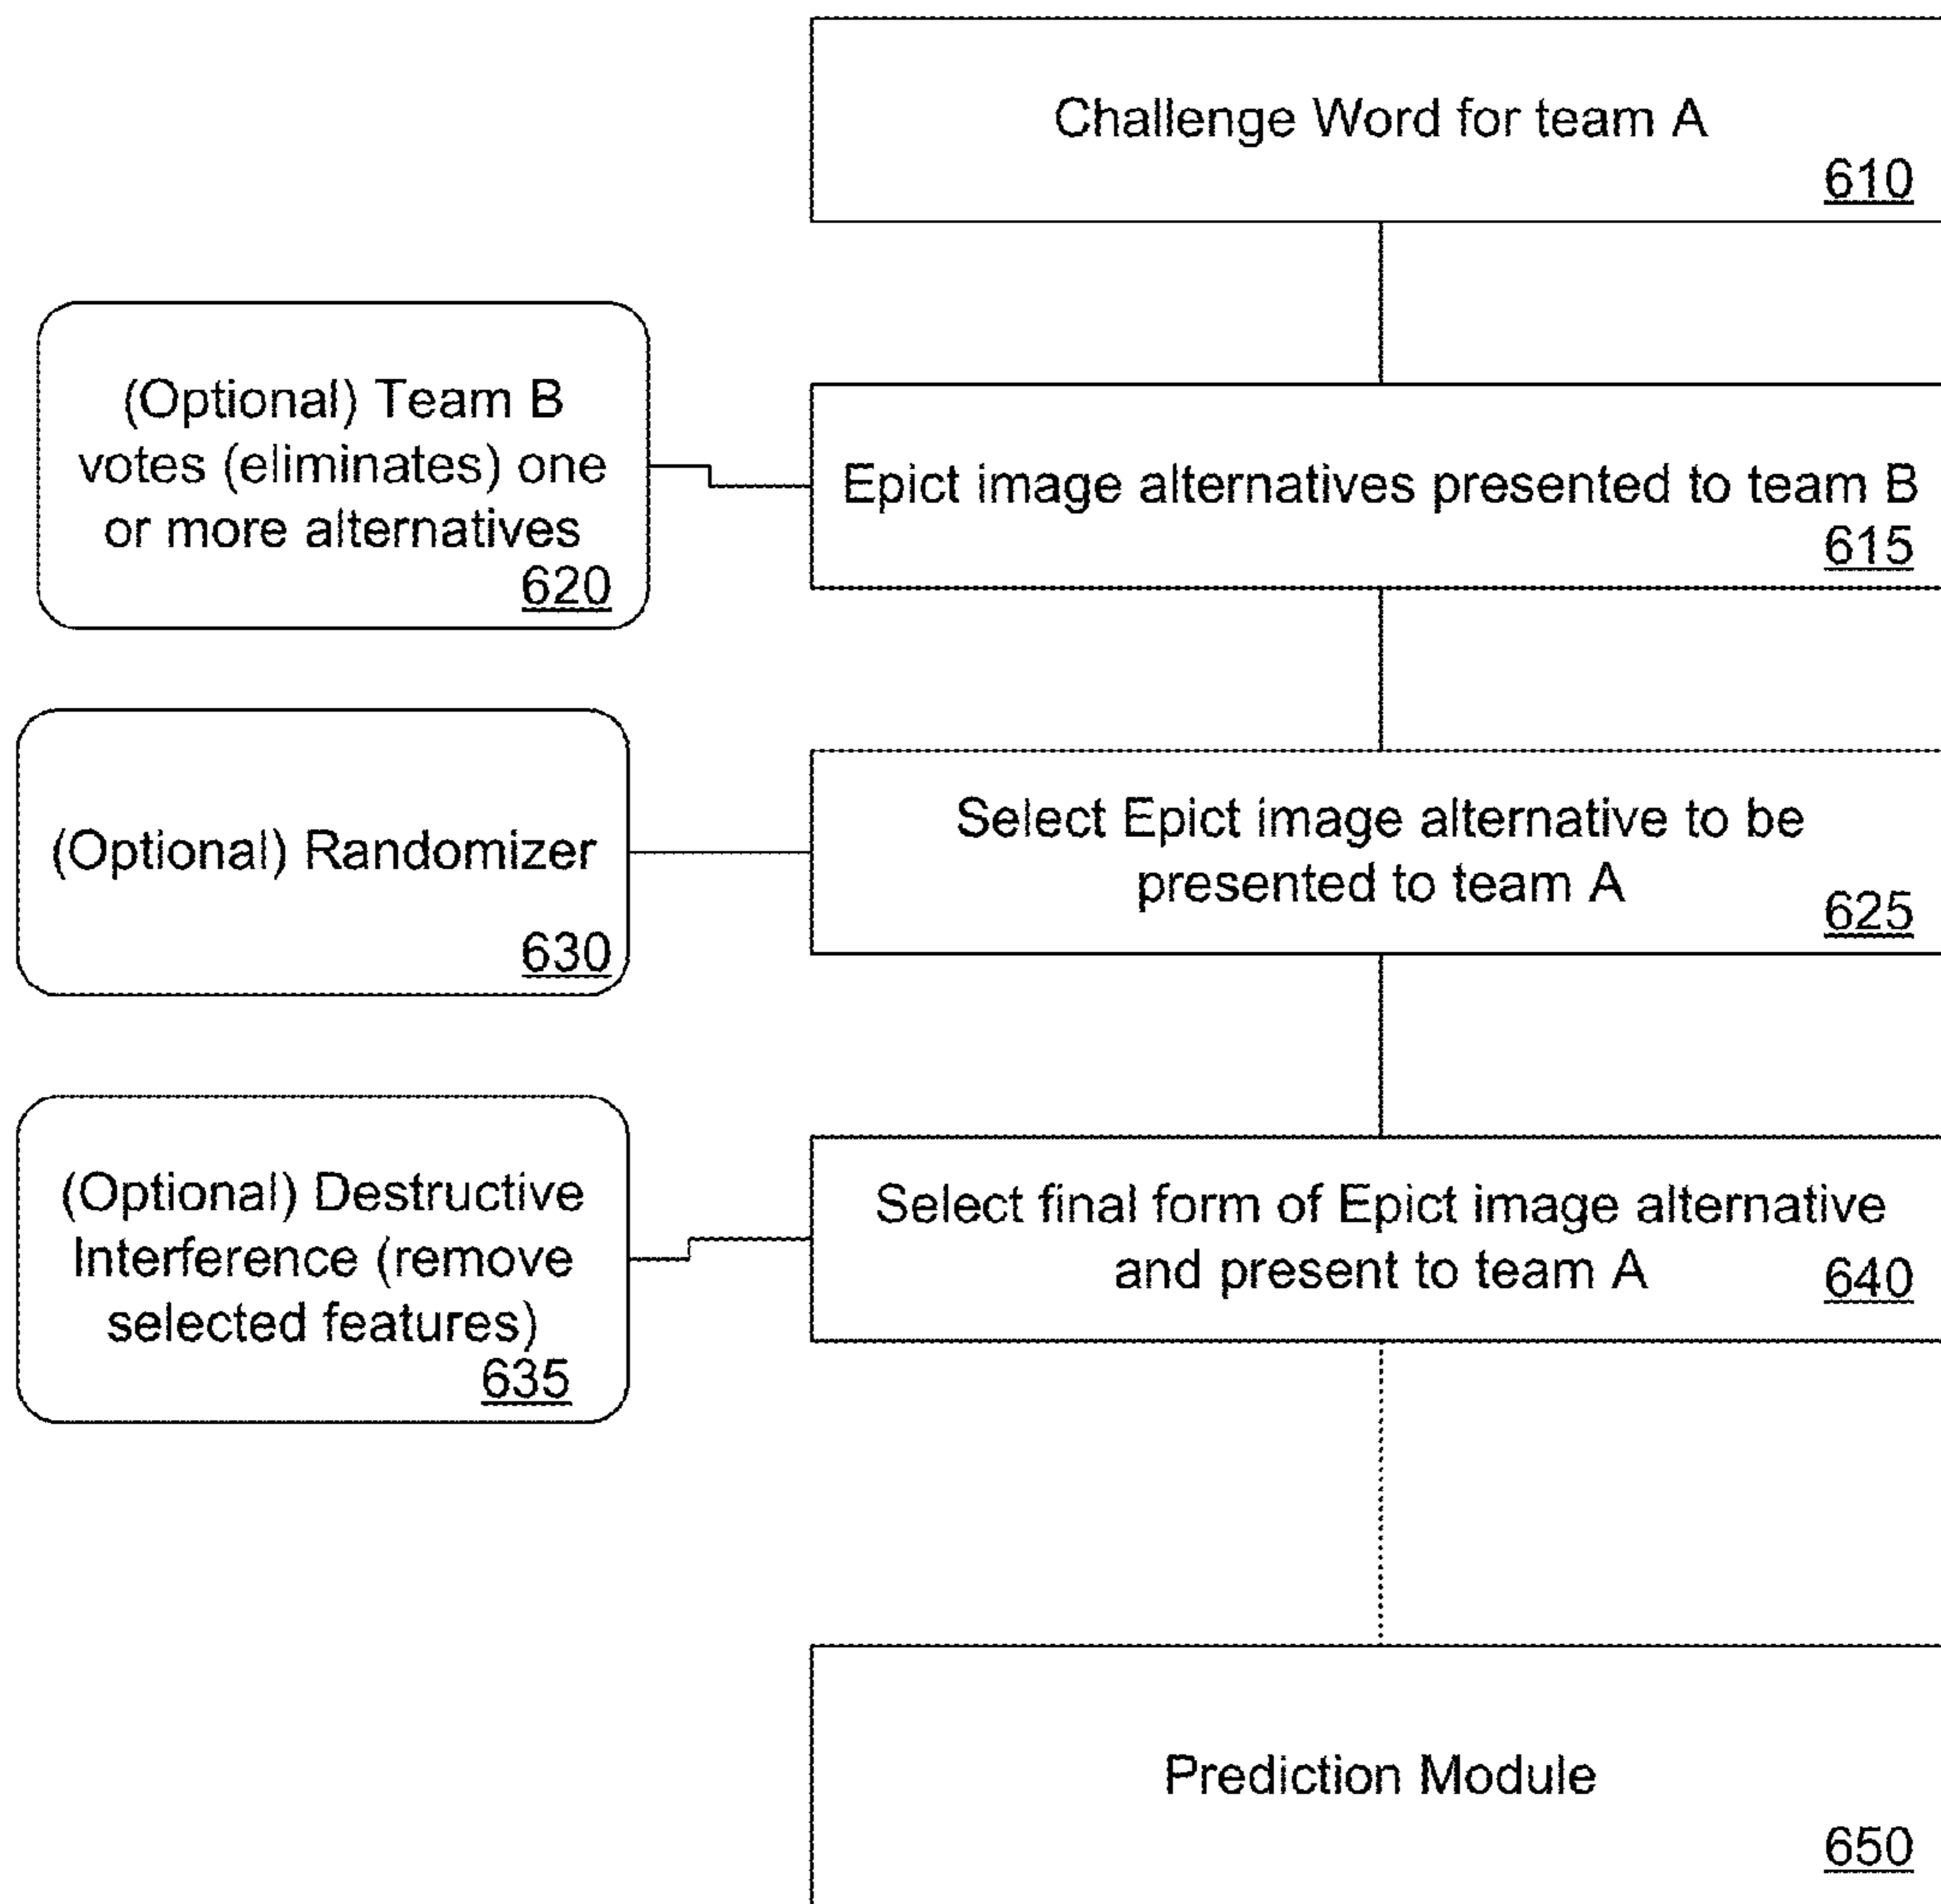 Challenge Word for team A
610
(Optional) Team B
votes (eliminates) one
or more alternatives
620
Epict image alternatives presented to team B
615
(Optional) Randomizer
630
Select Epict image alternative to be
presented to team A
625
(Optional) Destructive
Interference (remove
selected features)
635
Select final form of Epict image alternative
and present to team A
640
Prediction Module
650